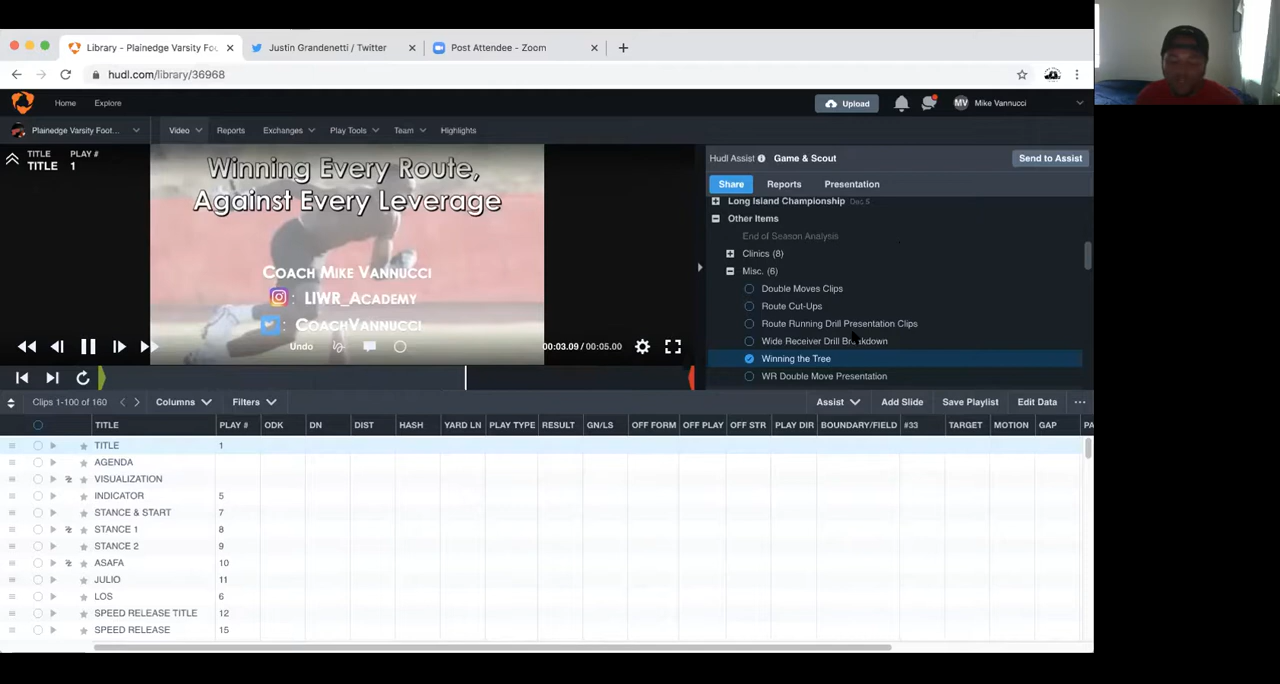 Library - Plainedge Varsity Foo
Justin Grandenetti / Twitter
Post Attendee - Zoom
hudl.com/library/36968
Home
Explore
Upload
MV
Mike Vannucci
Plainedge Varsity Foot...
Video
Reports
Exchanges
Play Tools
Team
Highlights
TITLE PLAY #
TITLE 1
Winning Every Route,
Against Every Leverage
Coach Mike Vannucci
: LIWR_Academy
: CoachVannucci
Undo
00:03.09 / 00:05.00
Hudl Assist
Game & Scout
Send to Assist
Share
Reports
Presentation
Long Island Championship Dec 5
Other Items
End of Season Analysis
Clinics (8)
Misc. (6)
Double Moves Clips
Route Cut-Ups
Route Running Drill Presentation Clips
Wide Receiver Drill Breakdown
Winning the Tree
WR Double Move Presentation
Clips 1-100 of 160
Columns
Filters
Assist
Add Slide
Save Playlist
Edit Data
TITLE PLAY # ODK DN DIST HASH YARD LN PLAY TYPE RESULT GN/LS OFF FORM OFF PLAY OFF STR PLAY DIR BOUNDARY/FIELD #33 TARGET MOTION GAP PA
TITLE 1
AGENDA
VISUALIZATION
INDICATOR 5
STANCE & START 7
STANCE 1 8
STANCE 2 9
ASAFA 10
JULIO 11
LOS 6
SPEED RELEASE TITLE 12
SPEED RELEASE 15